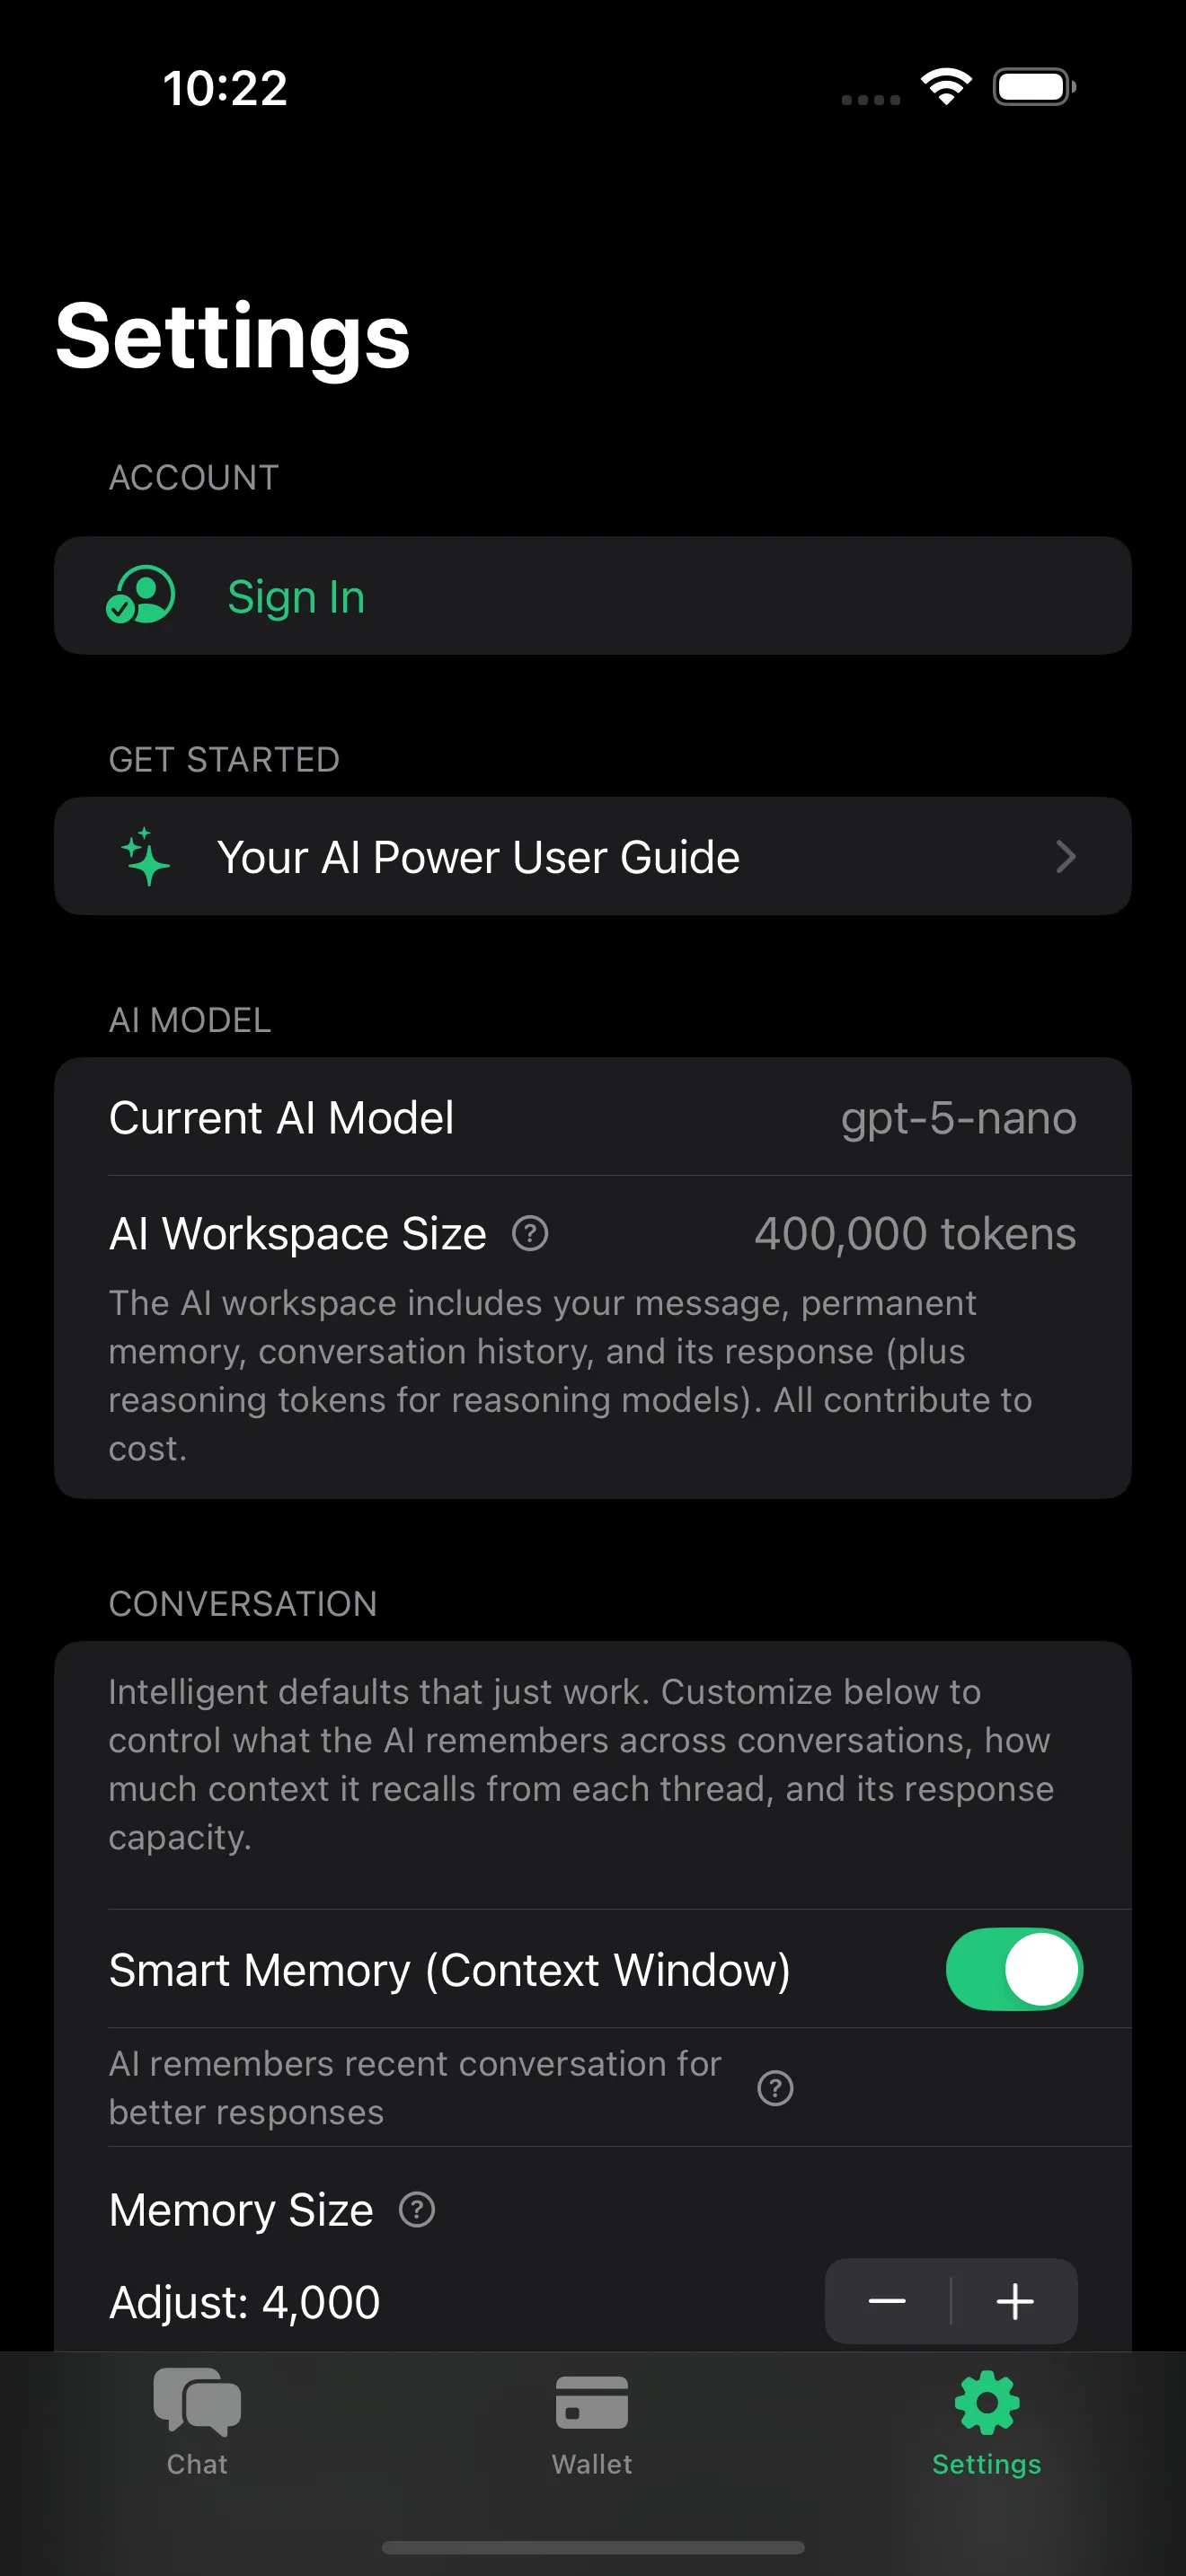 10:22
Settings
ACCOUNT
Sign In
GET STARTED
Your AI Power User Guide
AI MODEL
Current AI Model gpt-5-nano
AI Workspace Size ? 400,000 tokens
The AI workspace includes your message, permanent
memory, conversation history, and its response (plus
reasoning tokens for reasoning models). All contribute to
cost.
CONVERSATION
Intelligent defaults that just work. Customize below to
control what the AI remembers across conversations, how
much context it recalls from each thread, and its response
capacity.
Smart Memory (Context Window)
AI remembers recent conversation for
better responses ?
Memory Size ?
Adjust: 4,000 − +
Chat Wallet Settings